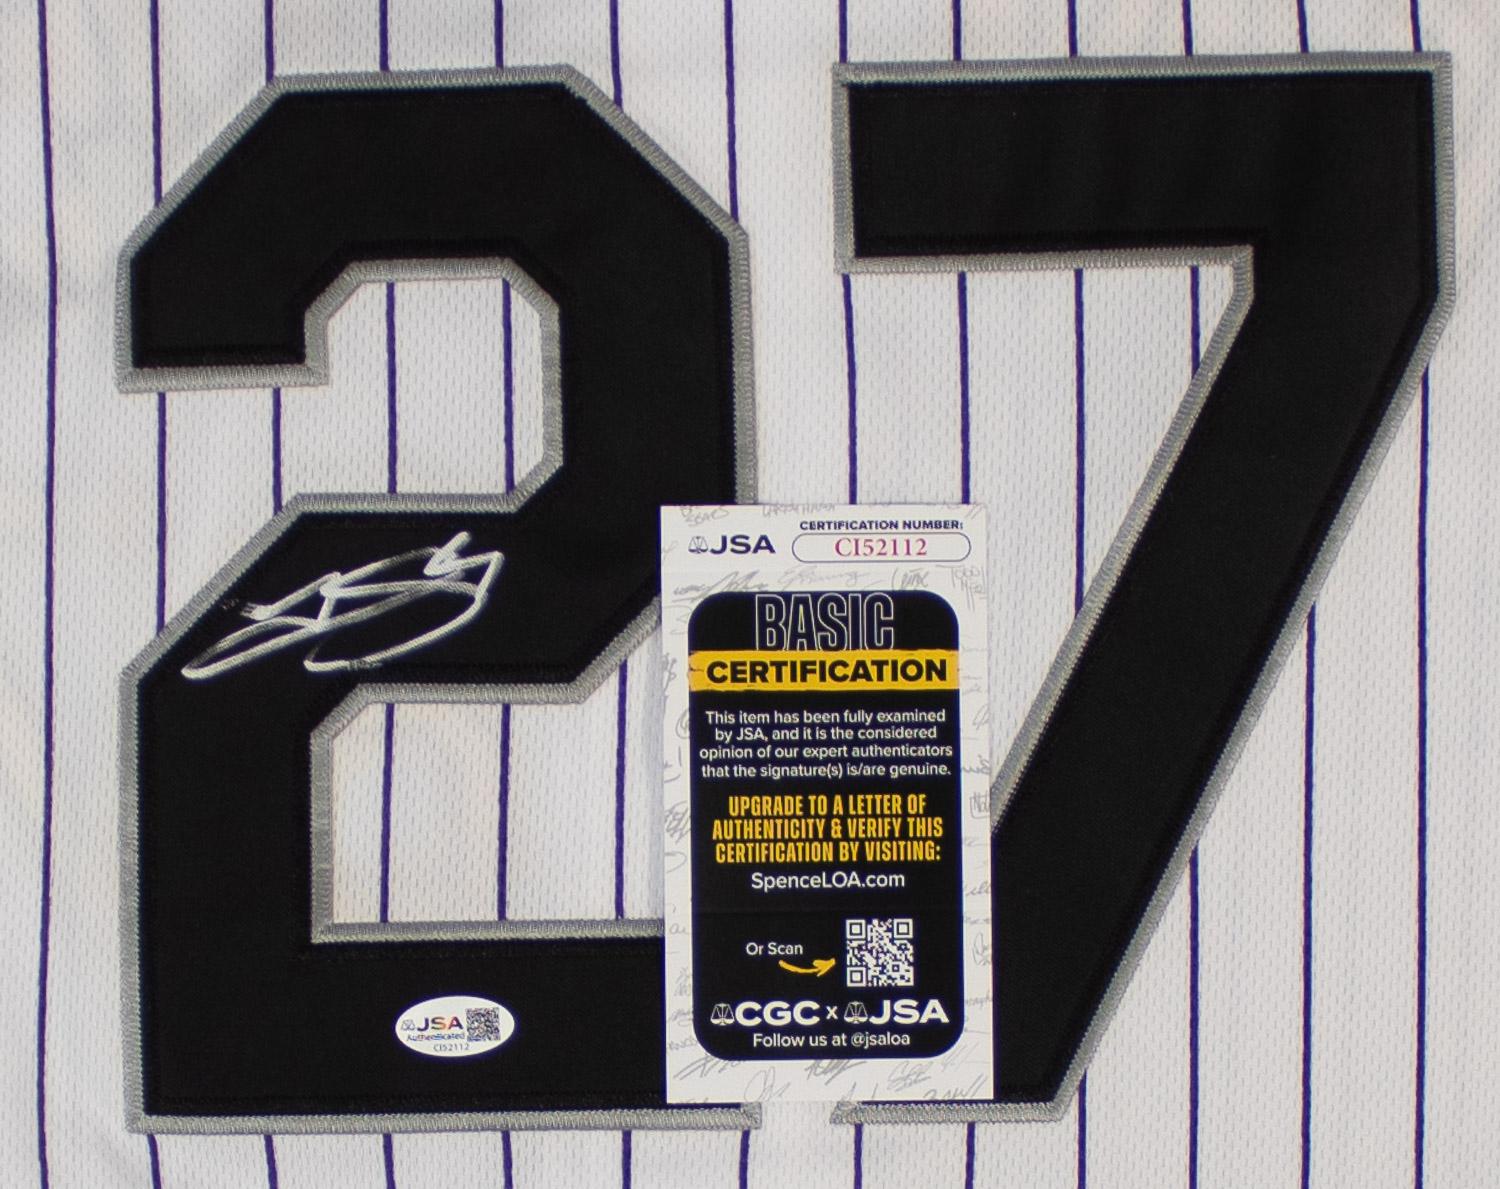 27
CERTIFICATION NUMBER:
JSA
CI52112
BASIC
CERTIFICATION
This item has been fully examined
by JSA, and it is the considered
opinion of our expert authenticators
that the signature(s) is/are genuine.
UPGRADE TO A LETTER OF
AUTHENTICITY & VERIFY THIS
CERTIFICATION BY VISITING:
SpenceLOA.com
Or Scan
CGC x JSA
Follow us at @jsaloa
JSA
Authenticated
CI52112